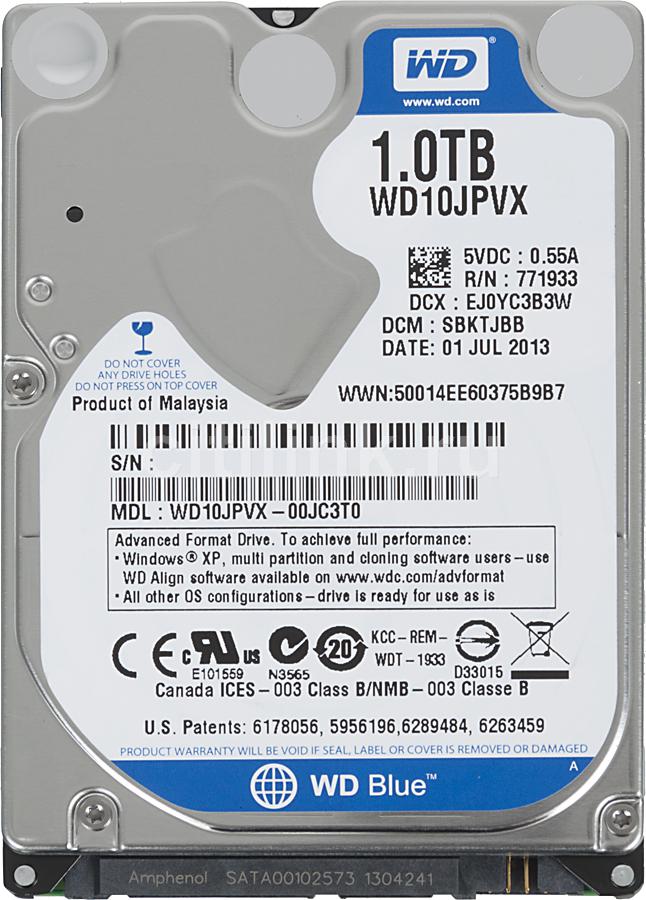 WD®
www.wd.com
1.0TB
WD10JPVX
5VDC : 0.55A
R/N : 771933
DCX : EJ0YC3B3W
DCM : SBKTJBB
DATE: 01 JUL 2013
DO NOT COVER
ANY DRIVE HOLES
DO NOT PRESS ON TOP COVER
Product of Malaysia
WWN:50014EE60375B9B7
S/N :
citilink.ru
MDL : WD10JPVX-00JC3T0
Advanced Format Drive. To achieve full performance:
• Windows® XP, multi partition and cloning software users-use
WD Align software available on www.wdc.com/advformat
• All other OS configurations-drive is ready for use as is
CE c UR us 20 KCC-REM-
WDT-1933
E101559 N3565 D33015
Canada ICES-003 Class B/NMB-003 Classe B
U.S. Patents: 6178056, 5956196,6289484, 6263459
PRODUCT WARRANTY WILL BE VOID IF SEAL, LABEL OR COVER IS REMOVED OR DAMAGED
A
WD Blue™
Amphenol SATA00102573 1304241